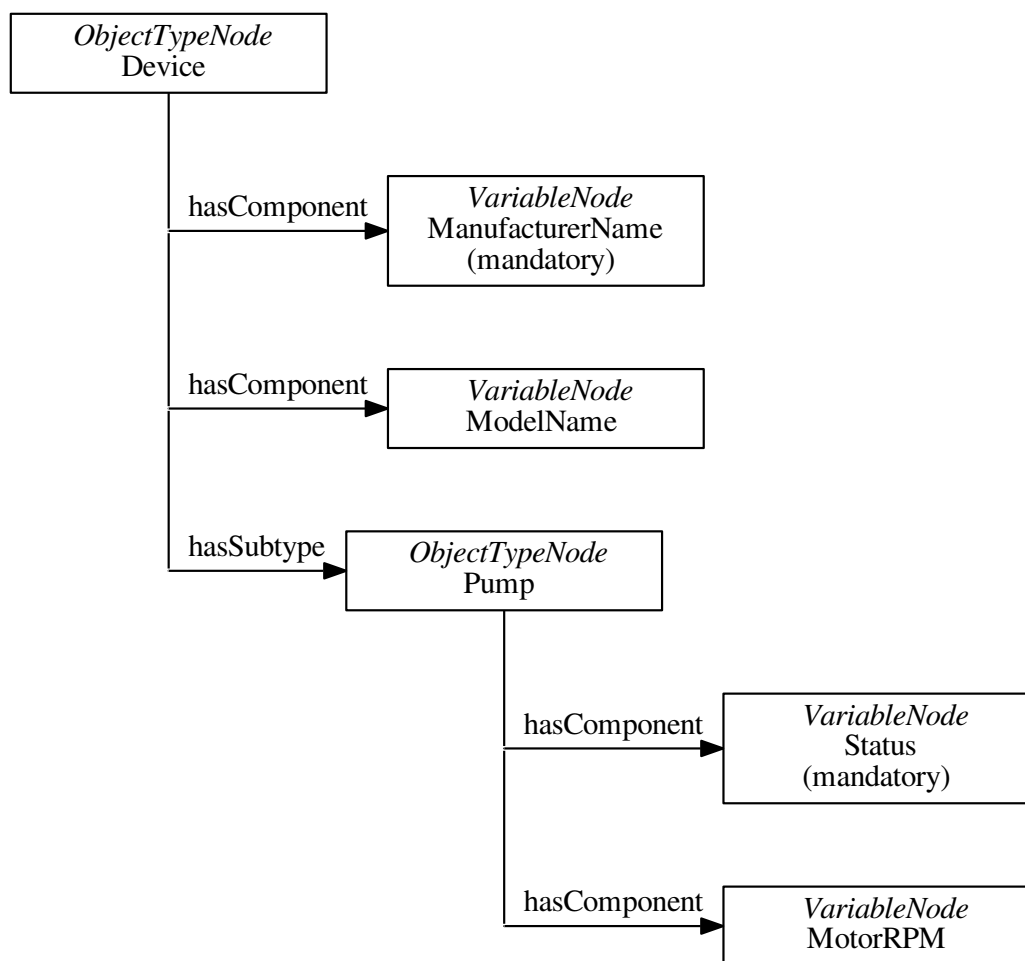 ObjectTypeNode
Device
hasComponent
VariableNode
ManufacturerName
(mandatory)
hasComponent
VariableNode
ModelName
hasSubtype
ObjectTypeNode
Pump
hasComponent
VariableNode
Status
(mandatory)
hasComponent
VariableNode
MotorRPM